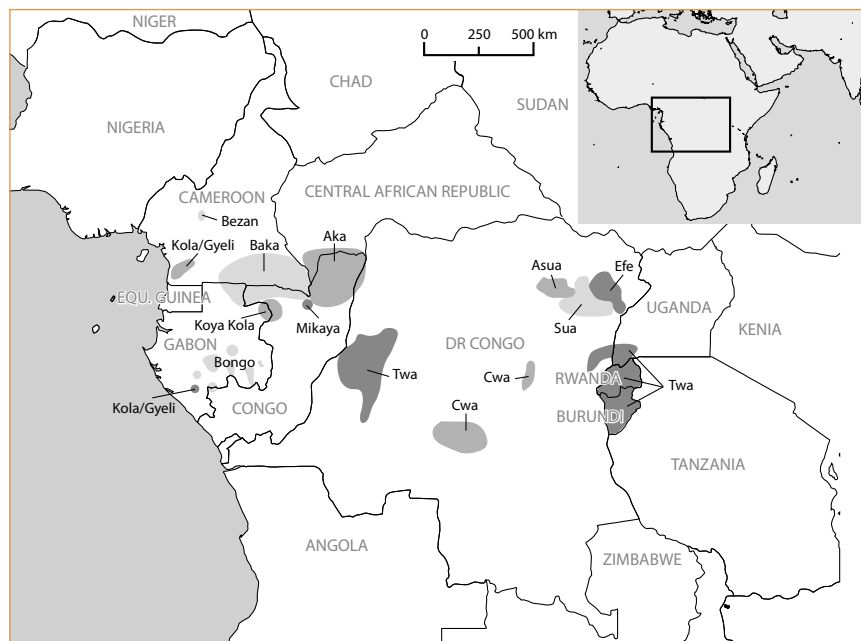 NIGER
0 250 500 km
CHAD
SUDAN
NIGERIA
CAMEROON
CENTRAL AFRICAN REPUBLIC
Bezan
Kola/Gyeli
Baka
Aka
Asua
Efe
EQU. GUINEA
UGANDA
Koya Kola
Mikaya
Sua
KENIA
GABON
DR CONGO
Bongo
Twa
Cwa
RWANDA
Twa
Kola/Gyeli
CONGO
Cwa
BURUNDI
TANZANIA
ANGOLA
ZIMBABWE